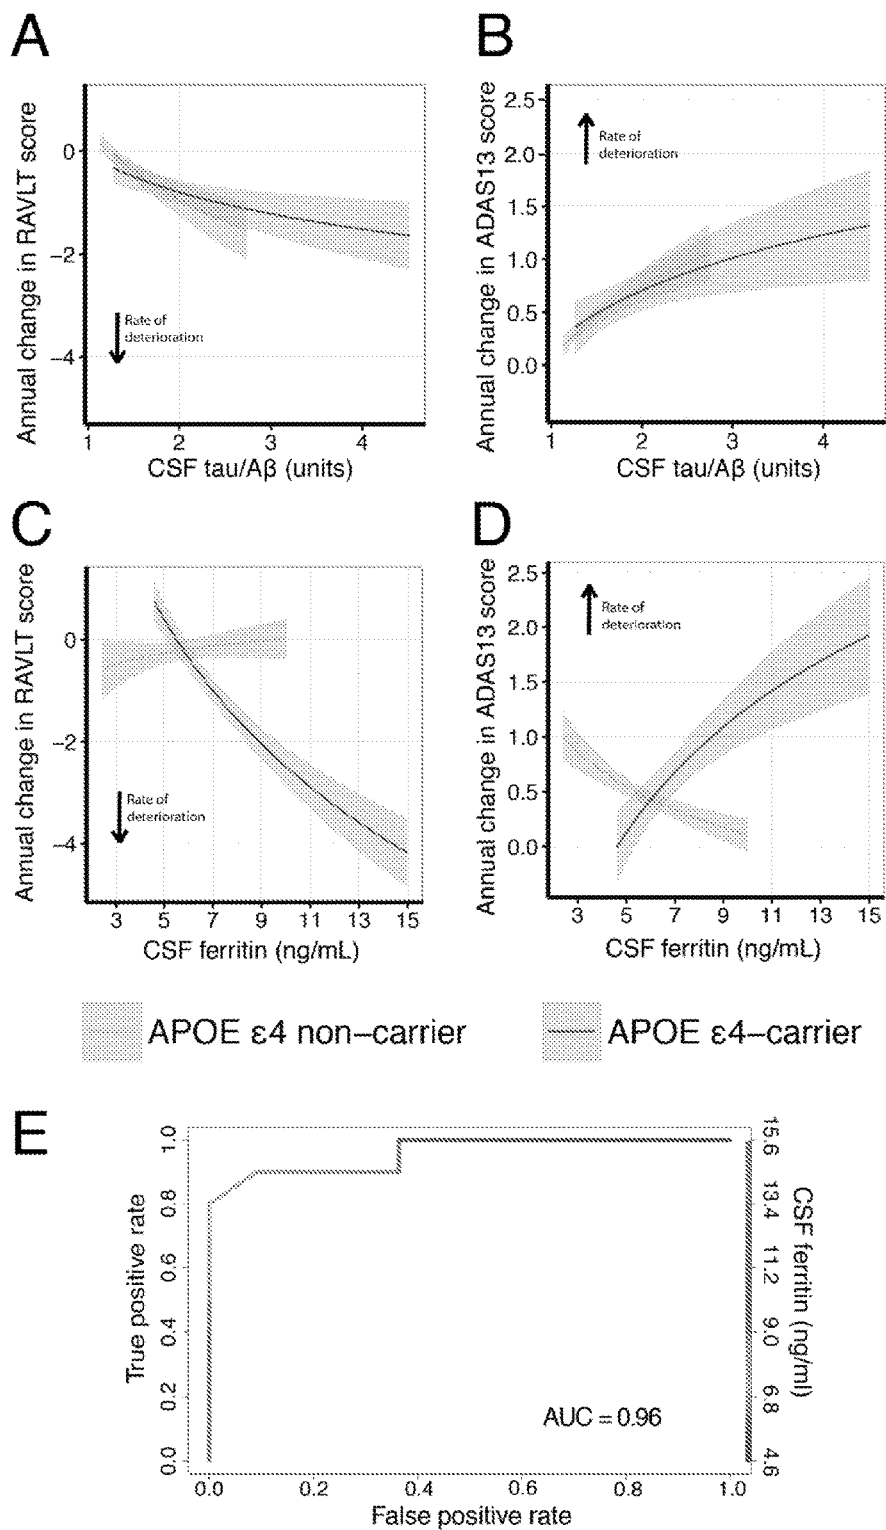 A
Annual change in RAVLT score
0
−2
−4
Rate of
deterioration
1 2 3 4
CSF tau/Aβ (units)
B
Annual change in ADAS13 score
2.5
2.0
1.5
1.0
0.5
0.0
Rate of
deterioration
1 2 3 4
CSF tau/Aβ (units)
C
Annual change in RAVLT score
0
−2
−4
Rate of
deterioration
3 5 7 9 11 13 15
CSF ferritin (ng/mL)
D
Annual change in ADAS13 score
2.5
2.0
1.5
1.0
0.5
0.0
Rate of
deterioration
3 5 7 9 11 13 15
CSF ferritin (ng/mL)
APOE ε4 non−carrier
APOE ε4−carrier
E
True positive rate
1.0
0.8
0.6
0.4
0.2
0.0
AUC = 0.96
0.0 0.2 0.4 0.6 0.8 1.0
False positive rate
15.6
13.4
11.2
9.0
6.8
4.6
CSF ferritin (ng/ml)